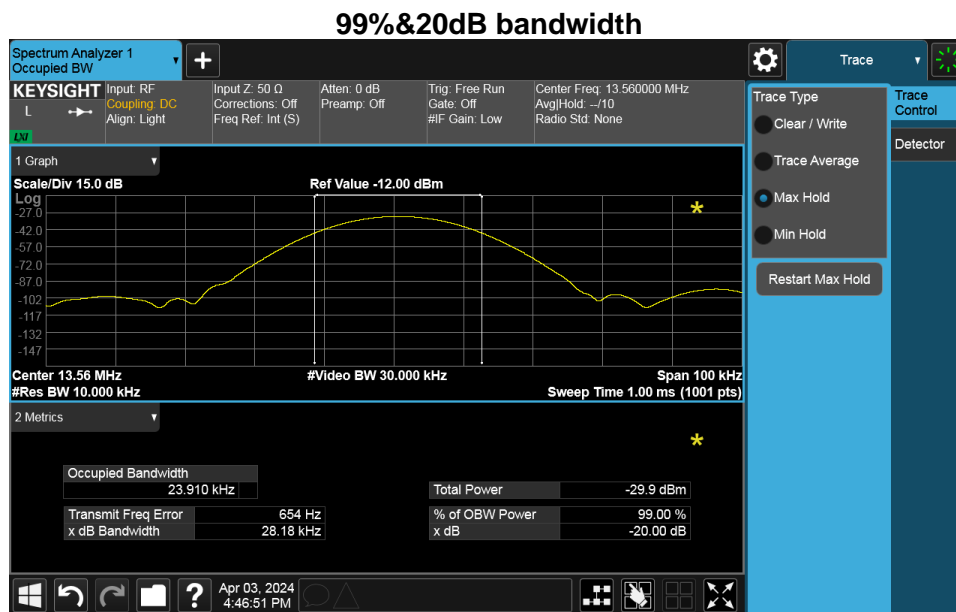 99%&20dB bandwidth
Spectrum Analyzer 1
Occupied BW
+
Trace
KEYSIGHT
L
LXI
Input: RF
Coupling: DC
Align: Light
Input Z: 50 Ω
Corrections: Off
Freq Ref: Int (S)
Atten: 0 dB
Preamp: Off
Trig: Free Run
Gate: Off
#IF Gain: Low
Center Freq: 13.560000 MHz
Avg|Hold: --/10
Radio Std: None
Trace Type
Clear / Write
Trace Average
Max Hold
Min Hold
Restart Max Hold
Trace
Control
Detector
1 Graph
Scale/Div 15.0 dB
Ref Value -12.00 dBm
Log
-27.0
-42.0
-57.0
-72.0
-87.0
-102
-117
-132
-147
*
Center 13.56 MHz
#Video BW 30.000 kHz
Span 100 kHz
#Res BW 10.000 kHz
Sweep Time 1.00 ms (1001 pts)
2 Metrics
*
Occupied Bandwidth
23.910 kHz
Total Power -29.9 dBm
Transmit Freq Error 654 Hz
% of OBW Power 99.00 %
x dB Bandwidth 28.18 kHz
x dB -20.00 dB
?
Apr 03, 2024
4:46:51 PM